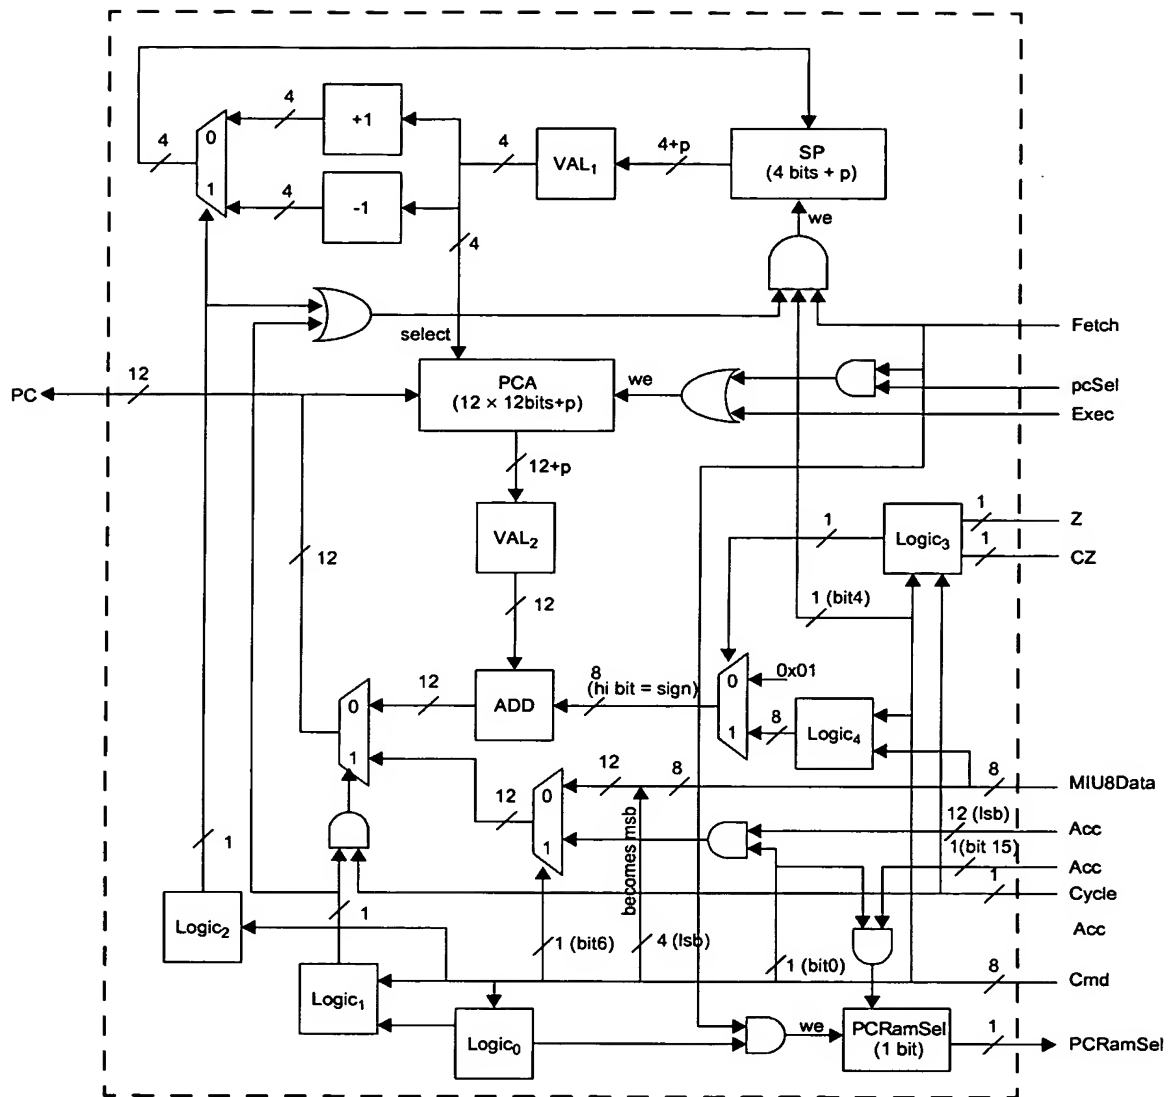 4
4
0
+1
4
VAL₁
4+p
SP
(4 bits + p)
1
4
-1
4
we
select
Fetch
PC
12
PCA
(12 × 12bits+p)
we
pcSel
Exec
12+p
VAL₂
12
12
1
Logic₃
1
Z
1
CZ
1 (bit4)
0
0x01
1
8
Logic₄
8
(hi bit = sign)
ADD
12
0
1
12
8
8
MIU8Data
12
0
1
becomes msb
12 (lsb)
Acc
1(bit 15)
Acc
1
Cycle
Acc
1
Logic₂
1
1 (bit6)
4 (lsb)
1 (bit0)
8
Cmd
Logic₁
Logic₀
we
PCRamSel
(1 bit)
1
PCRamSel